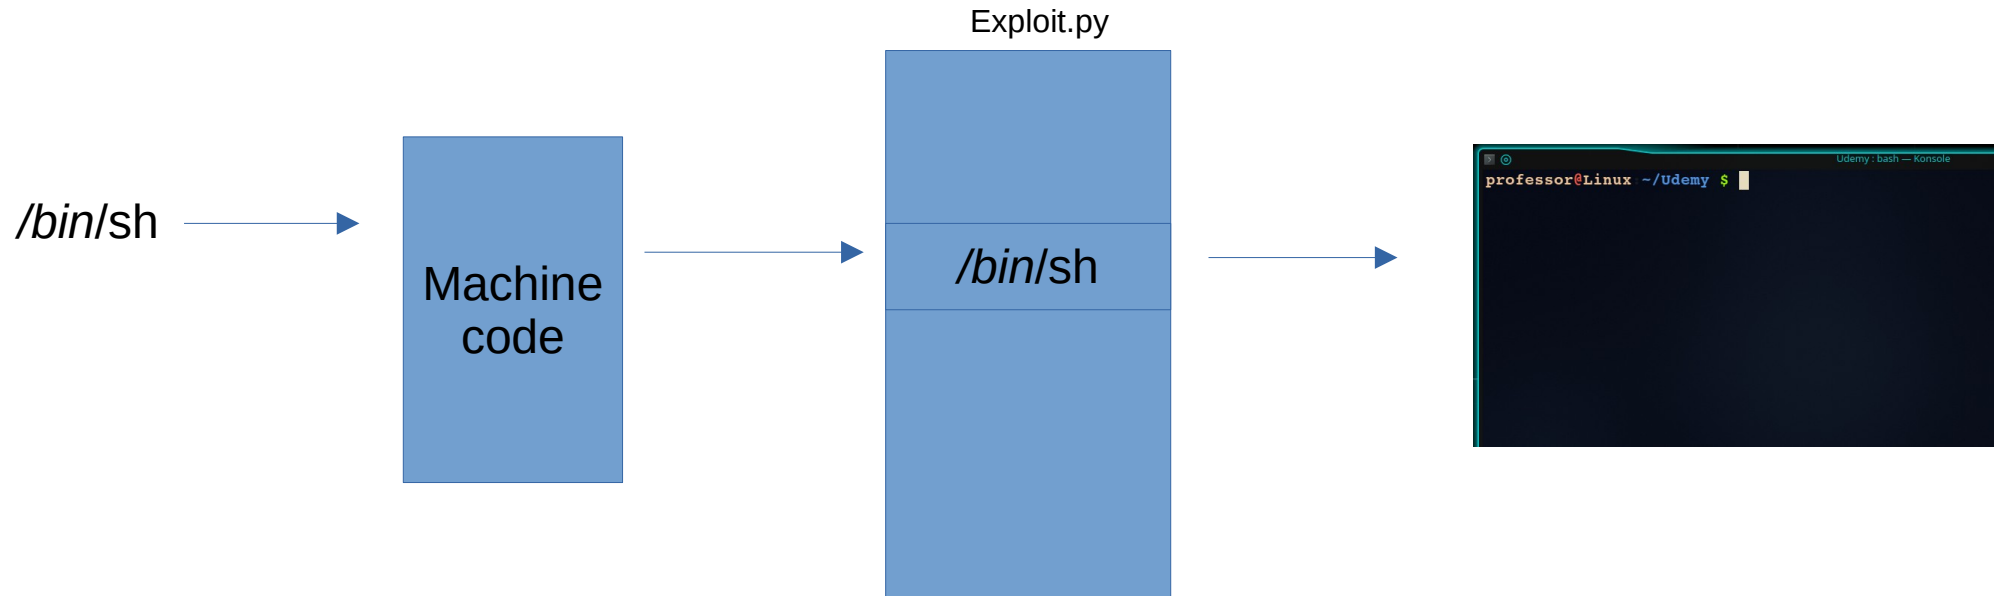 Exploit.py
/bin/sh
Machine
code
/bin/sh
Udemy : bash — Konsole
professor@Linux ~/Udemy $